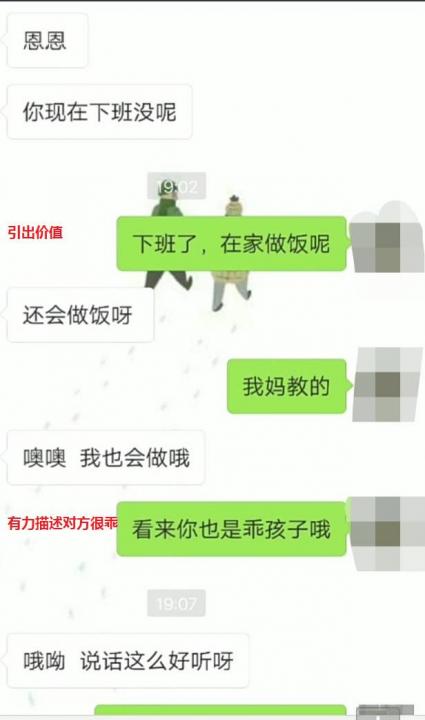 恩恩
你现在下班没呢
19:02
引出价值
下班了，在家做饭呢
还会做饭呀
我妈教的
噢噢 我也会做哦
有力描述对方很乖
看来你也是乖孩子哦
19:07
哦呦 说话这么好听呀